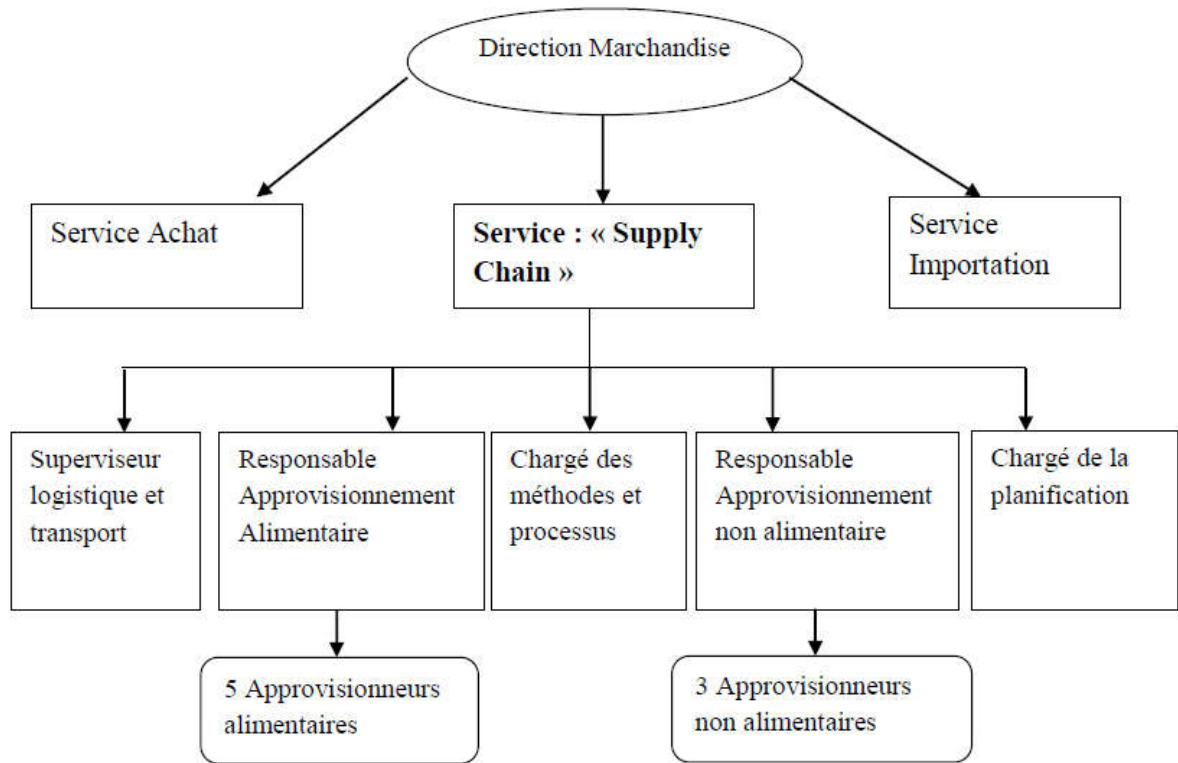 Direction Marchandise
Service Achat
Service : « Supply
Chain »
Service
Importation
Superviseur
logistique et
transport
Responsable
Approvisionnement
Alimentaire
Chargé des
méthodes et
processus
Responsable
Approvisionnement
non alimentaire
Chargé de la
planification
5 Approvisionneurs
alimentaires
3 Approvisionneurs
non alimentaires